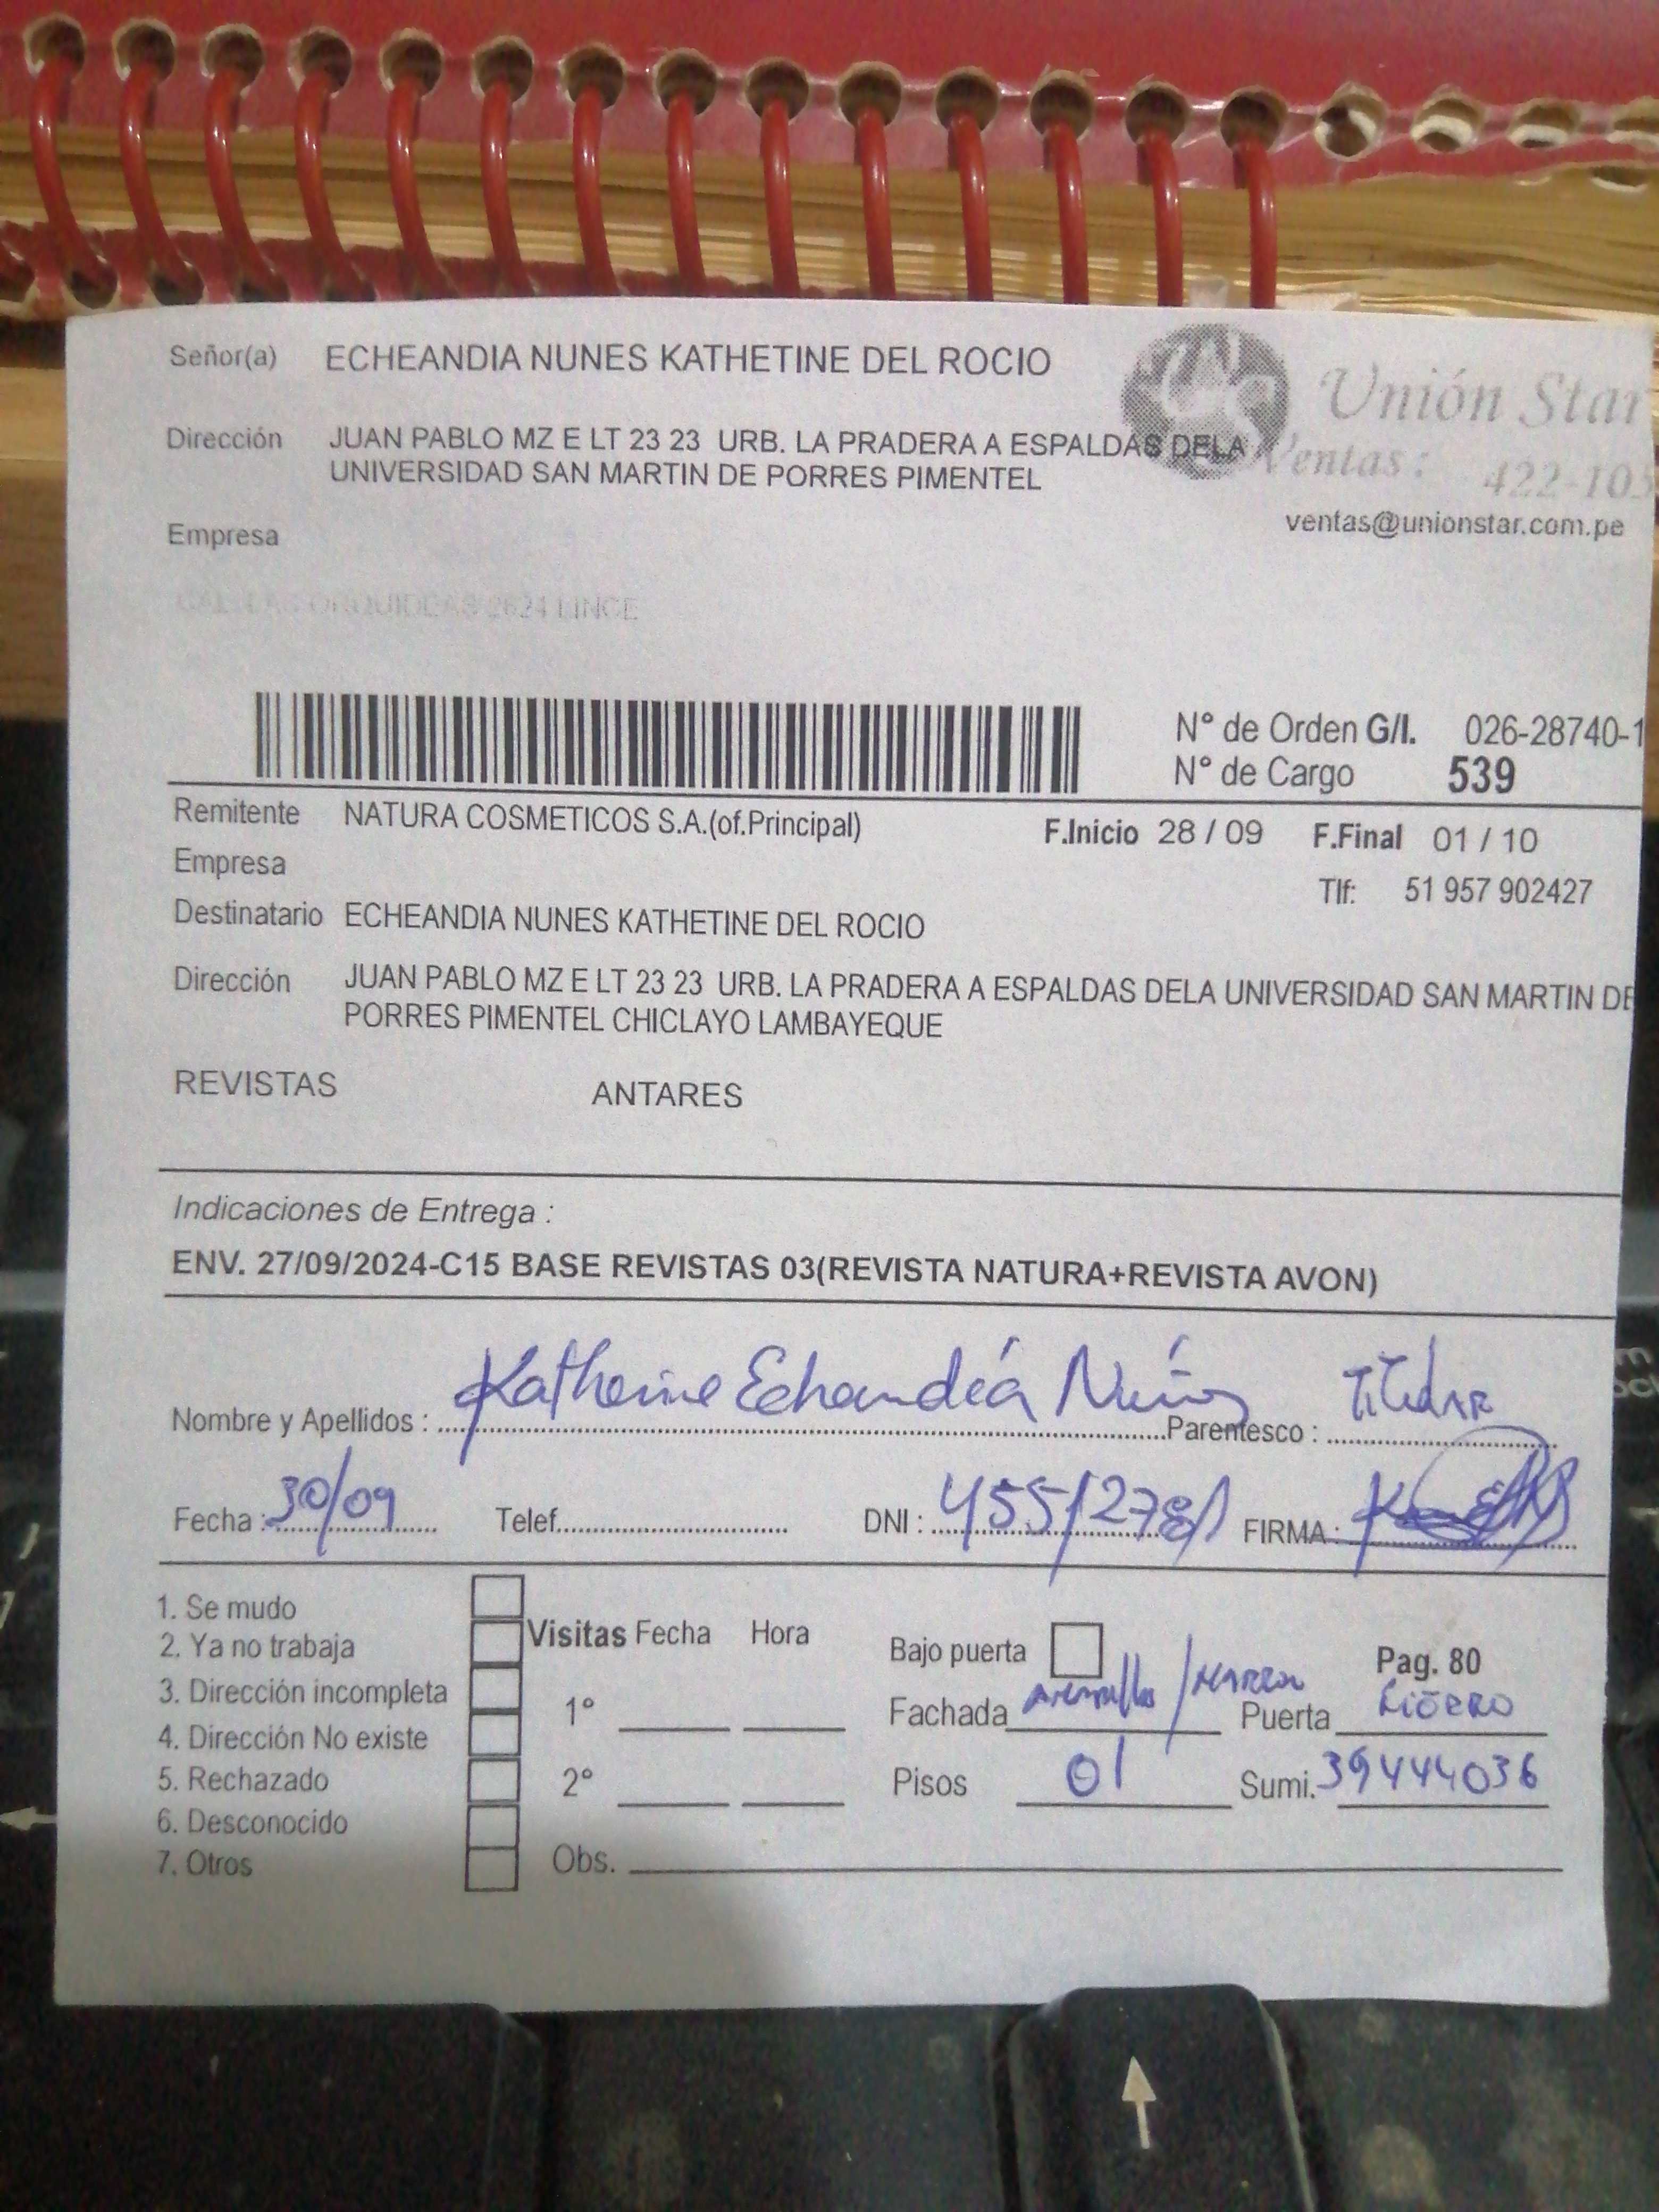 Señor(a) ECHEANDIA NUNES KATHETINE DEL ROCIO
Unión Star
Dirección JUAN PABLO MZ E LT 23 23 URB. LA PRADERA A ESPALDAS DELA
UNIVERSIDAD SAN MARTIN DE PORRES PIMENTEL
Ventas: 422-105
ventas@unionstar.com.pe
Empresa
ORQUIDEAS 2624 LINCE
N° de Orden G/I. 026-28740-1
N° de Cargo 539
Remitente NATURA COSMETICOS S.A.(of.Principal)
F.Inicio 28 / 09 F.Final 01 / 10
Empresa
Tlf: 51 957 902427
Destinatario ECHEANDIA NUNES KATHETINE DEL ROCIO
Dirección JUAN PABLO MZ E LT 23 23 URB. LA PRADERA A ESPALDAS DELA UNIVERSIDAD SAN MARTIN DE
PORRES PIMENTEL CHICLAYO LAMBAYEQUE
REVISTAS ANTARES
Indicaciones de Entrega :
ENV. 27/09/2024-C15 BASE REVISTAS 03(REVISTA NATURA+REVISTA AVON)
Nombre y Apellidos : Katherine Echeandía Parentesco : Titular
Fecha : 30/09 Telef. DNI : 45512781 FIRMA :
1. Se mudo
2. Ya no trabaja
3. Dirección incompleta
4. Dirección No existe
5. Rechazado
6. Desconocido
7. Otros
Visitas Fecha Hora
1°
2°
Obs.
Bajo puerta Pag. 80
Fachada Puerta
Pisos 01 Sumi. 39444036